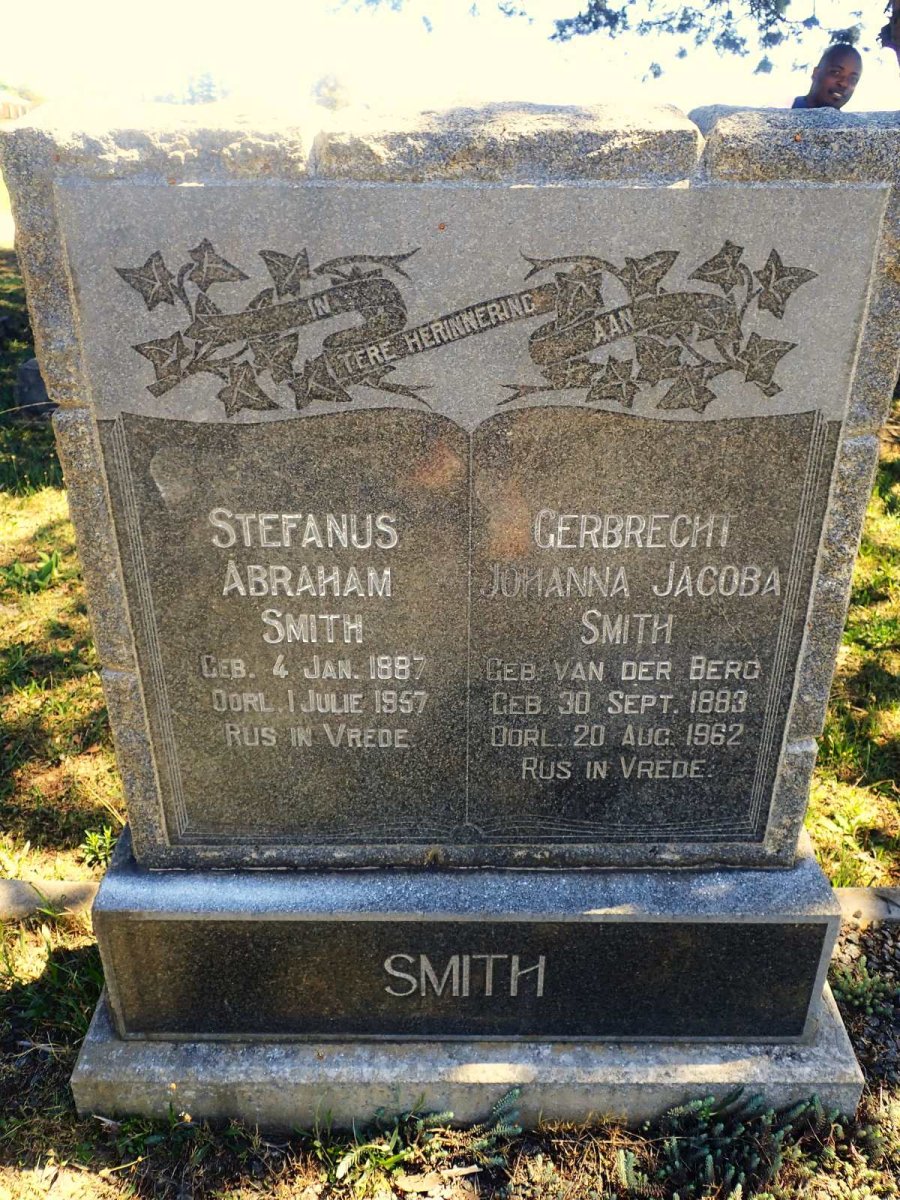 IN
TERE HERINNERING
AAN
STEFANUS
ABRAHAM
SMITH
GEB. 4 JAN. 1887
OORL. 1 JULIE 1957
RUS IN VREDE
GERBRECHT
JOHANNA JACOBA
SMITH
GEB. VAN DER BERG
GEB. 30 SEPT. 1883
OORL. 20 AUG. 1962
RUS IN VREDE.
SMITH